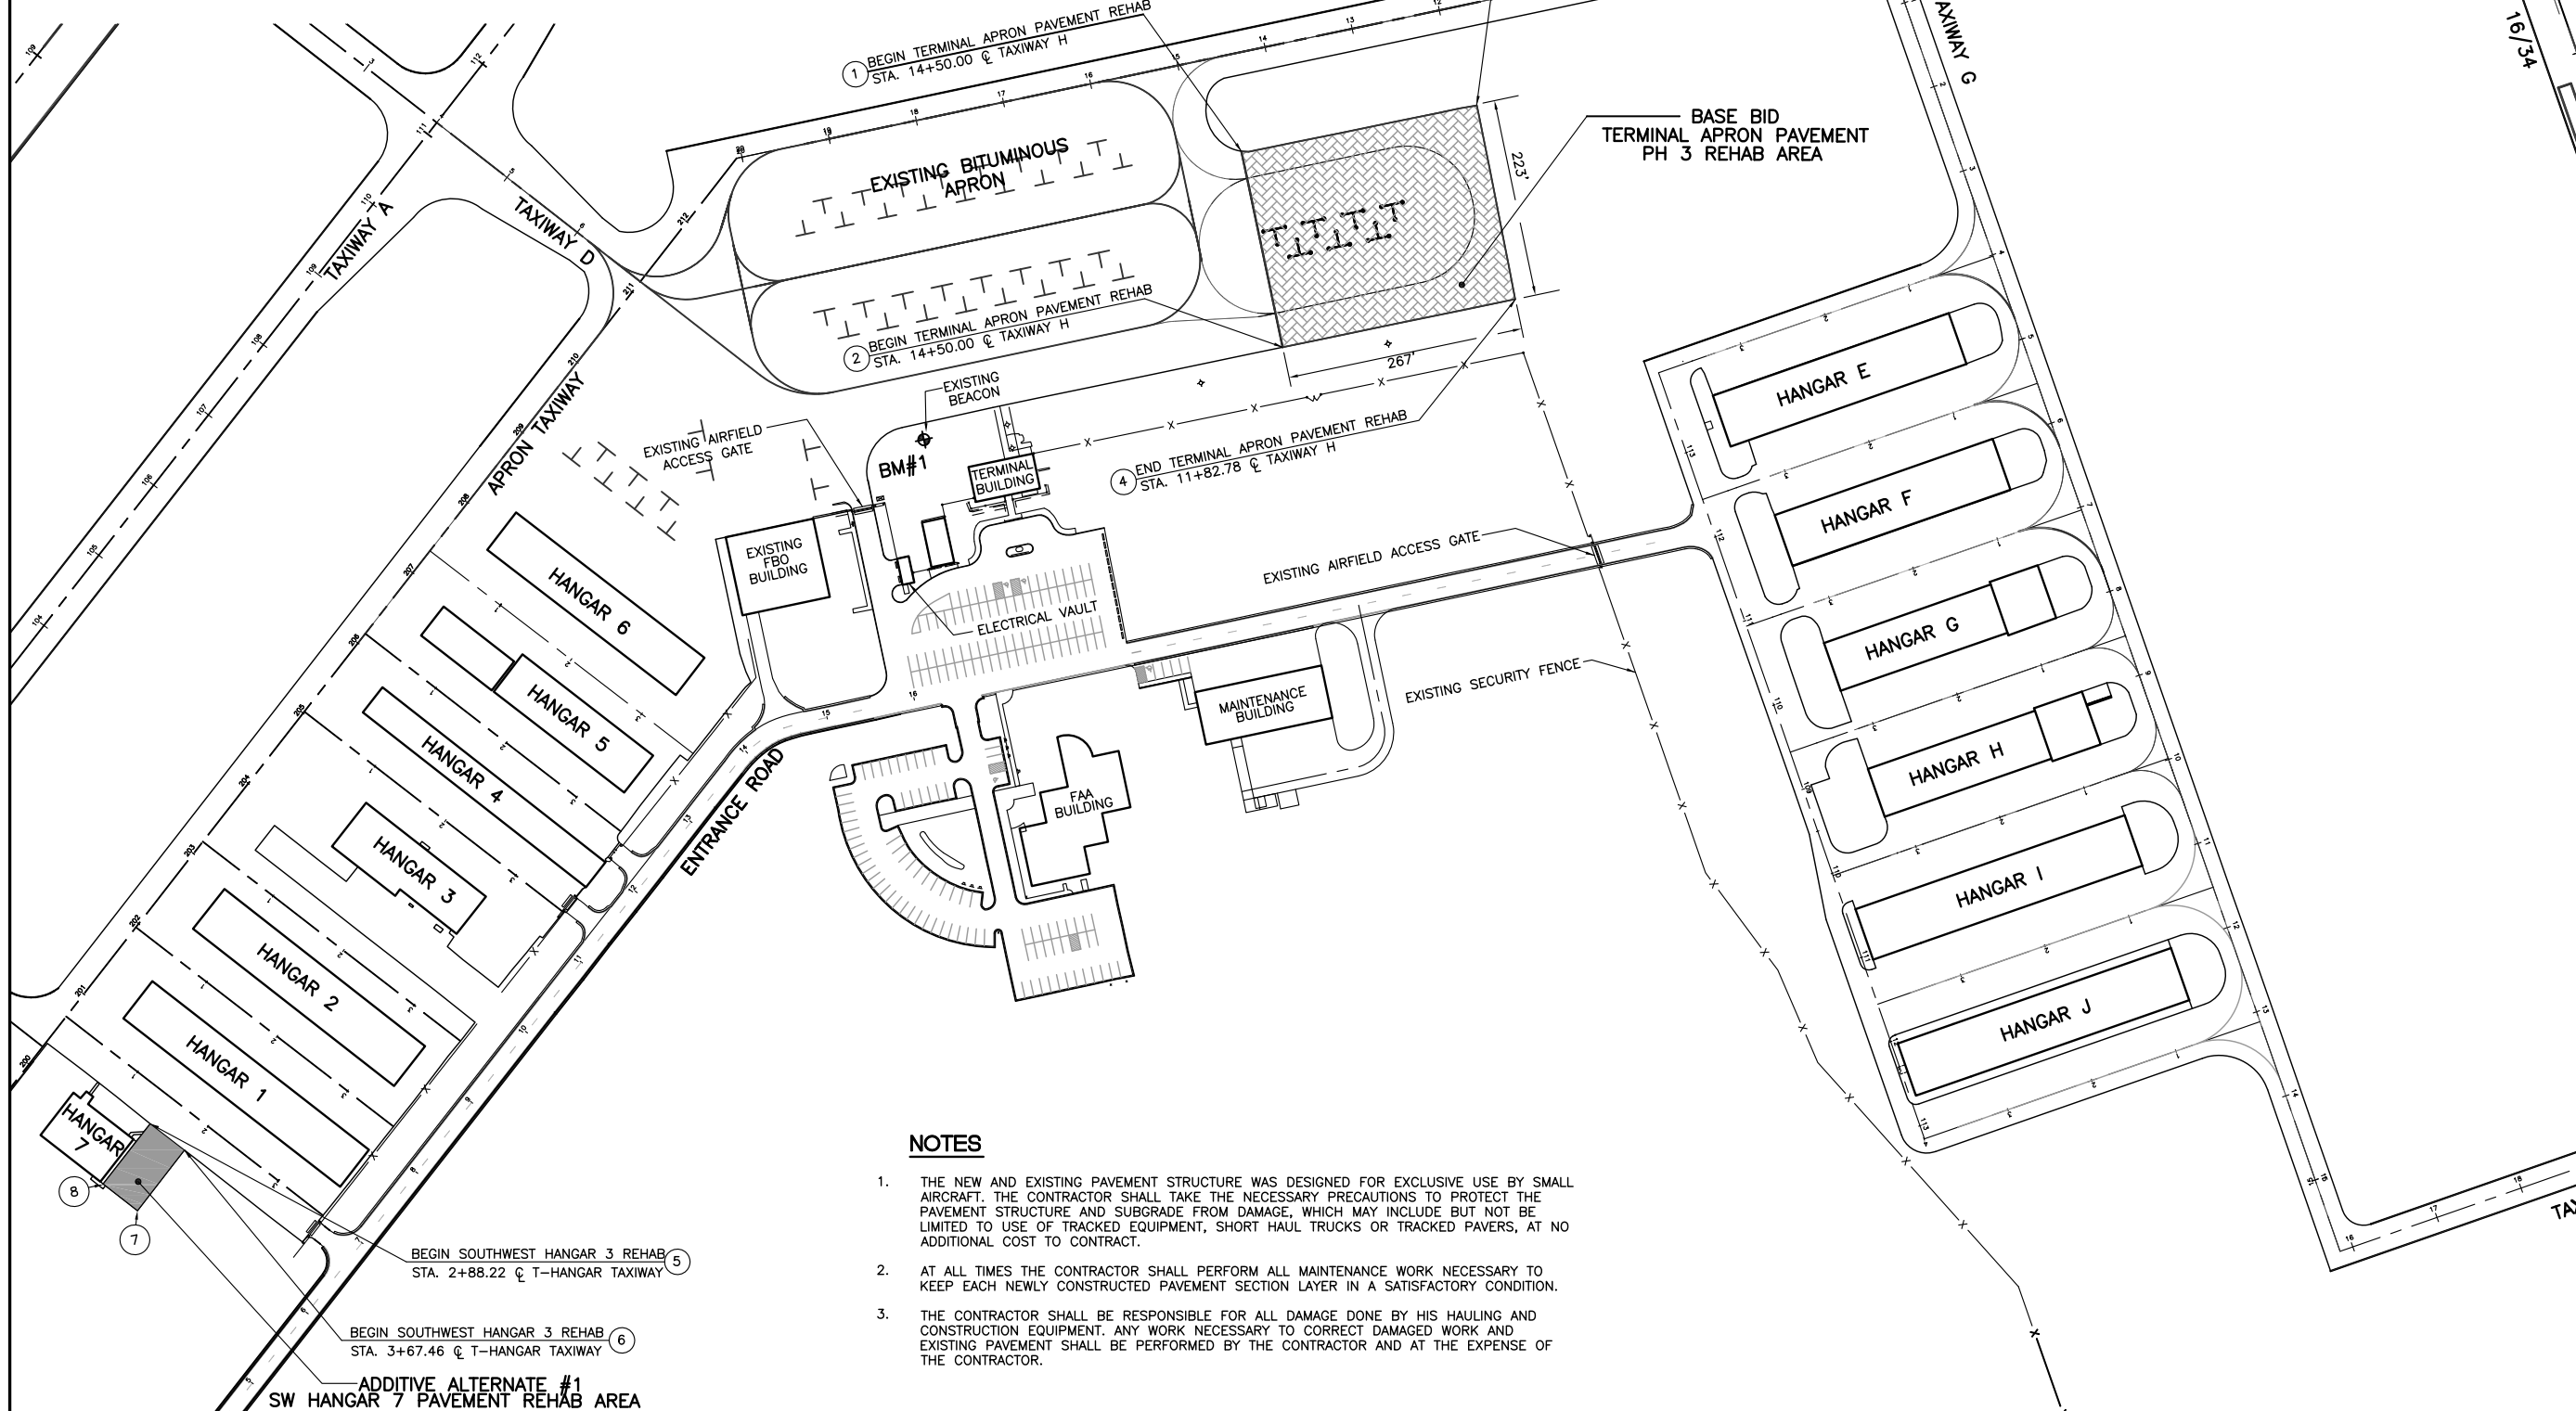 BEGIN TERMINAL APRON PAVEMENT REHAB
1
STA. 14+50.00 ℄ TAXIWAY H
TAXIWAY G
16/34
BASE BID
TERMINAL APRON PAVEMENT
PH 3 REHAB AREA
EXISTING BITUMINOUS
APRON
223'
TAXIWAY A
TAXIWAY D
BEGIN TERMINAL APRON PAVEMENT REHAB
2
STA. 14+50.00 ℄ TAXIWAY H
267'
EXISTING
BEACON
APRON TAXIWAY
EXISTING AIRFIELD
ACCESS GATE
BM#1
TERMINAL
BUILDING
END TERMINAL APRON PAVEMENT REHAB
4
STA. 11+82.78 ℄ TAXIWAY H
HANGAR E
HANGAR F
HANGAR G
HANGAR H
HANGAR I
HANGAR J
EXISTING
FBO
BUILDING
EXISTING AIRFIELD ACCESS GATE
ELECTRICAL VAULT
EXISTING SECURITY FENCE
MAINTENANCE
BUILDING
FAA
BUILDING
ENTRANCE ROAD
HANGAR 6
HANGAR 5
HANGAR 4
HANGAR 3
HANGAR 2
HANGAR 1
HANGAR
7
8
7
BEGIN SOUTHWEST HANGAR 3 REHAB
5
STA. 2+88.22 ℄ T-HANGAR TAXIWAY
BEGIN SOUTHWEST HANGAR 3 REHAB
6
STA. 3+67.46 ℄ T-HANGAR TAXIWAY
ADDITIVE ALTERNATE #1
SW HANGAR 7 PAVEMENT REHAB AREA
NOTES
1. THE NEW AND EXISTING PAVEMENT STRUCTURE WAS DESIGNED FOR EXCLUSIVE USE BY SMALL
AIRCRAFT. THE CONTRACTOR SHALL TAKE THE NECESSARY PRECAUTIONS TO PROTECT THE
PAVEMENT STRUCTURE AND SUBGRADE FROM DAMAGE, WHICH MAY INCLUDE BUT NOT BE
LIMITED TO USE OF TRACKED EQUIPMENT, SHORT HAUL TRUCKS OR TRACKED PAVERS, AT NO
ADDITIONAL COST TO CONTRACT.
2. AT ALL TIMES THE CONTRACTOR SHALL PERFORM ALL MAINTENANCE WORK NECESSARY TO
KEEP EACH NEWLY CONSTRUCTED PAVEMENT SECTION LAYER IN A SATISFACTORY CONDITION.
3. THE CONTRACTOR SHALL BE RESPONSIBLE FOR ALL DAMAGE DONE BY HIS HAULING AND
CONSTRUCTION EQUIPMENT. ANY WORK NECESSARY TO CORRECT DAMAGED WORK AND
EXISTING PAVEMENT SHALL BE PERFORMED BY THE CONTRACTOR AND AT THE EXPENSE OF
THE CONTRACTOR.